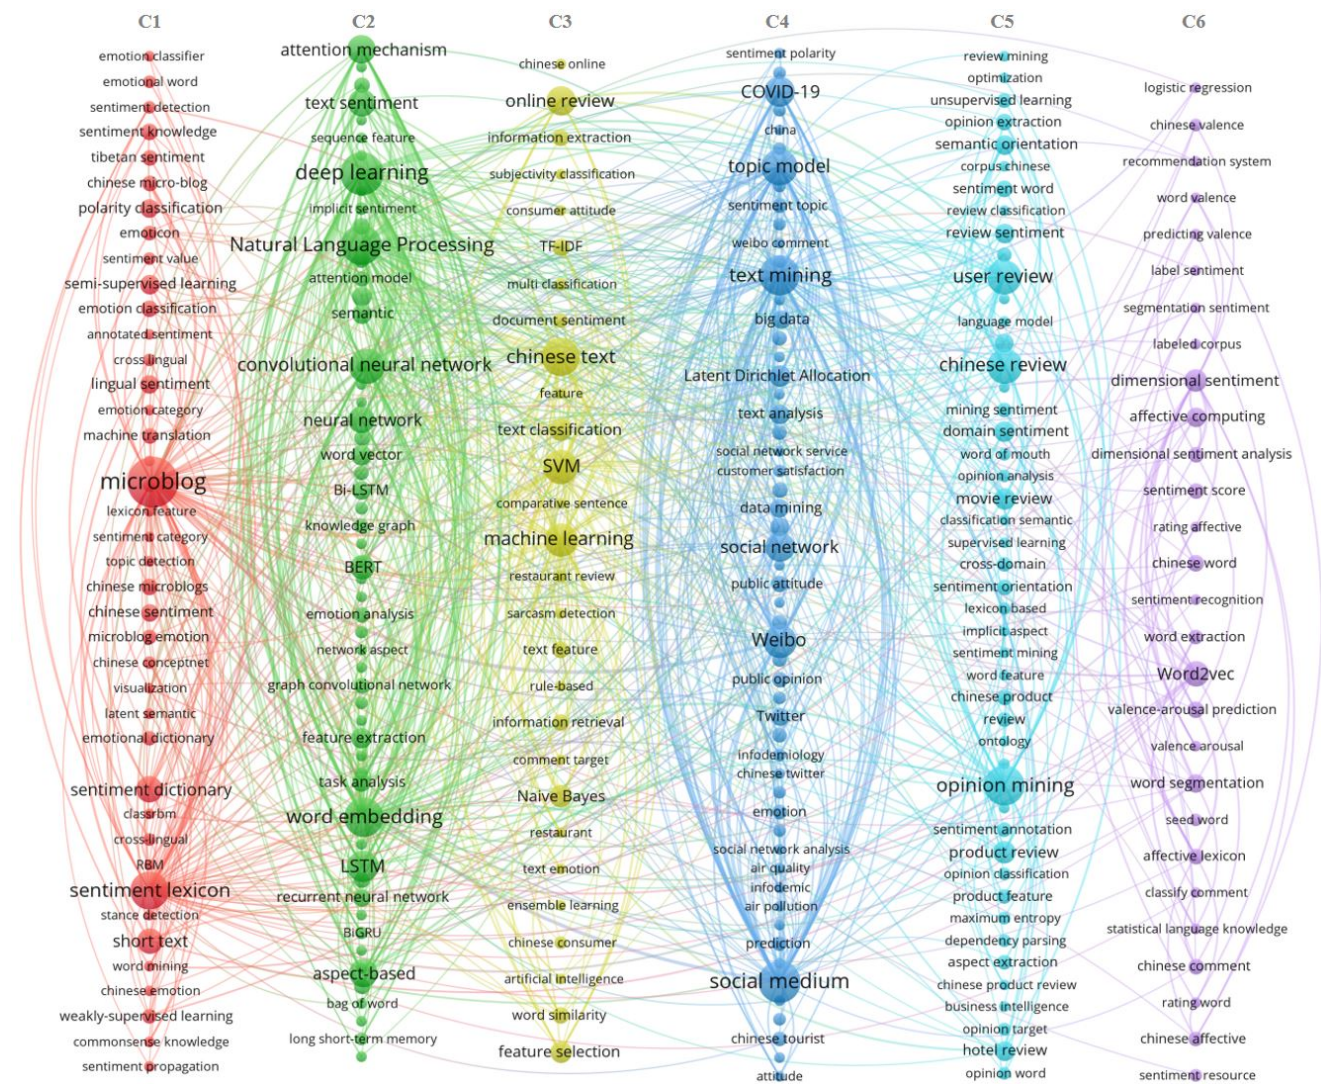 C1
C2
C3
C4
C5
C6
emotion classifier
emotional word
sentiment detection
sentiment knowledge
tibetan sentiment
chinese micro-blog
polarity classification
emoticon
sentiment value
semi-supervised learning
emotion classification
annotated sentiment
cross lingual
lingual sentiment
emotion category
machine translation
microblog
lexicon feature
sentiment category
topic detection
chinese microblogs
chinese sentiment
microblog emotion
chinese conceptnet
visualization
latent semantic
emotional dictionary
sentiment dictionary
classrbm
cross-lingual
RBM
sentiment lexicon
stance detection
short text
word mining
chinese emotion
weakly-supervised learning
commonsense knowledge
sentiment propagation
attention mechanism
text sentiment
sequence feature
deep learning
implicit sentiment
Natural Language Processing
attention model
semantic
convolutional neural network
neural network
word vector
Bi-LSTM
knowledge graph
BERT
emotion analysis
network aspect
graph convolutional network
feature extraction
task analysis
word embedding
LSTM
recurrent neural network
BiGRU
aspect-based
bag of word
long short-term memory
chinese online
online review
information extraction
subjectivity classification
consumer attitude
TF-IDF
multi classification
document sentiment
chinese text
feature
text classification
SVM
comparative sentence
machine learning
restaurant review
sarcasm detection
text feature
rule-based
information retrieval
comment target
Naive Bayes
restaurant
text emotion
ensemble learning
chinese consumer
artificial intelligence
word similarity
feature selection
sentiment polarity
COVID-19
china
topic model
sentiment topic
weibo comment
text mining
big data
Latent Dirichlet Allocation
text analysis
social network service
customer satisfaction
data mining
social network
public attitude
Weibo
public opinion
Twitter
infodemiology
chinese twitter
emotion
social network analysis
air quality
infodemic
air pollution
prediction
social medium
chinese tourist
attitude
review mining
optimization
unsupervised learning
opinion extraction
semantic orientation
corpus chinese
sentiment word
review classification
review sentiment
user review
language model
chinese review
mining sentiment
domain sentiment
word of mouth
opinion analysis
movie review
classification semantic
supervised learning
cross-domain
sentiment orientation
lexicon based
implicit aspect
sentiment mining
word feature
chinese product
review
ontology
opinion mining
sentiment annotation
product review
opinion classification
product feature
maximum entropy
dependency parsing
aspect extraction
chinese product review
business intelligence
opinion target
hotel review
opinion word
logistic regression
chinese valence
recommendation system
word valence
predicting valence
label sentiment
segmentation sentiment
labeled corpus
dimensional sentiment
affective computing
dimensional sentiment analysis
sentiment score
rating affective
chinese word
sentiment recognition
word extraction
Word2vec
valence-arousal prediction
valence arousal
word segmentation
seed word
affective lexicon
classify comment
statistical language knowledge
chinese comment
rating word
chinese affective
sentiment resource